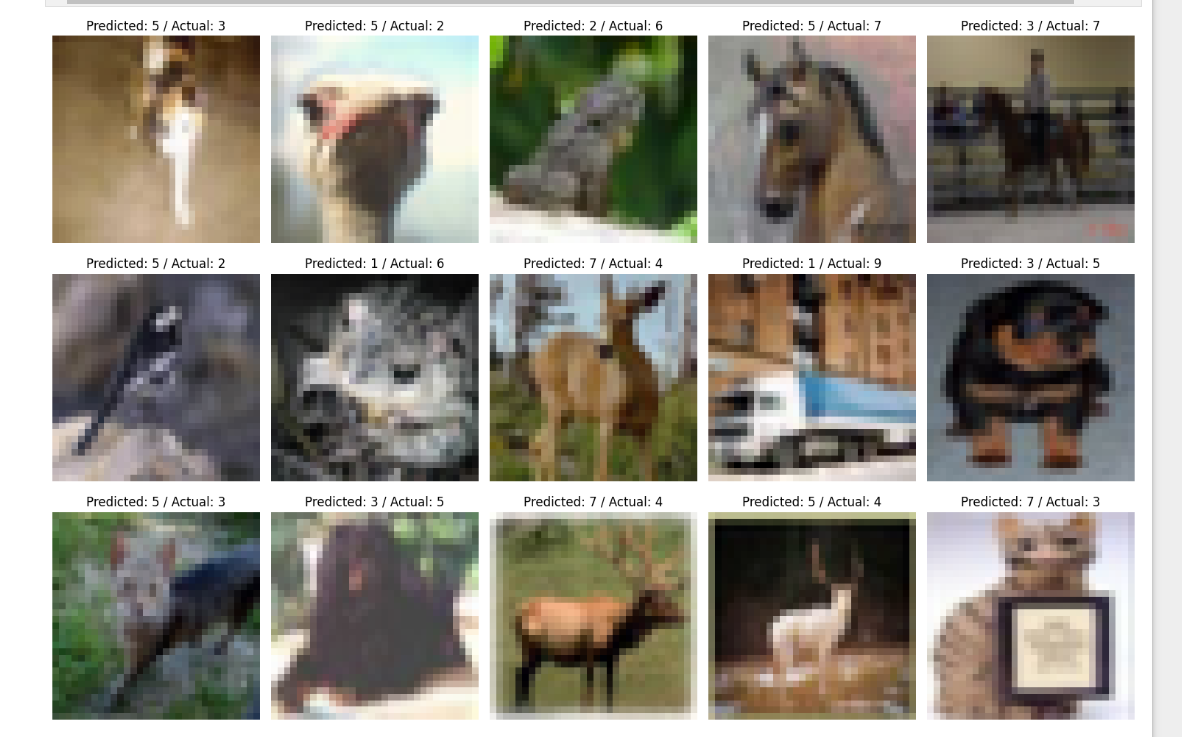 Predicted: 5 / Actual: 3
Predicted: 5 / Actual: 2
Predicted: 2 / Actual: 6
Predicted: 5 / Actual: 7
Predicted: 3 / Actual: 7
Predicted: 5 / Actual: 2
Predicted: 1 / Actual: 6
Predicted: 7 / Actual: 4
Predicted: 1 / Actual: 9
Predicted: 3 / Actual: 5
Predicted: 5 / Actual: 3
Predicted: 3 / Actual: 5
Predicted: 7 / Actual: 4
Predicted: 5 / Actual: 4
Predicted: 7 / Actual: 3